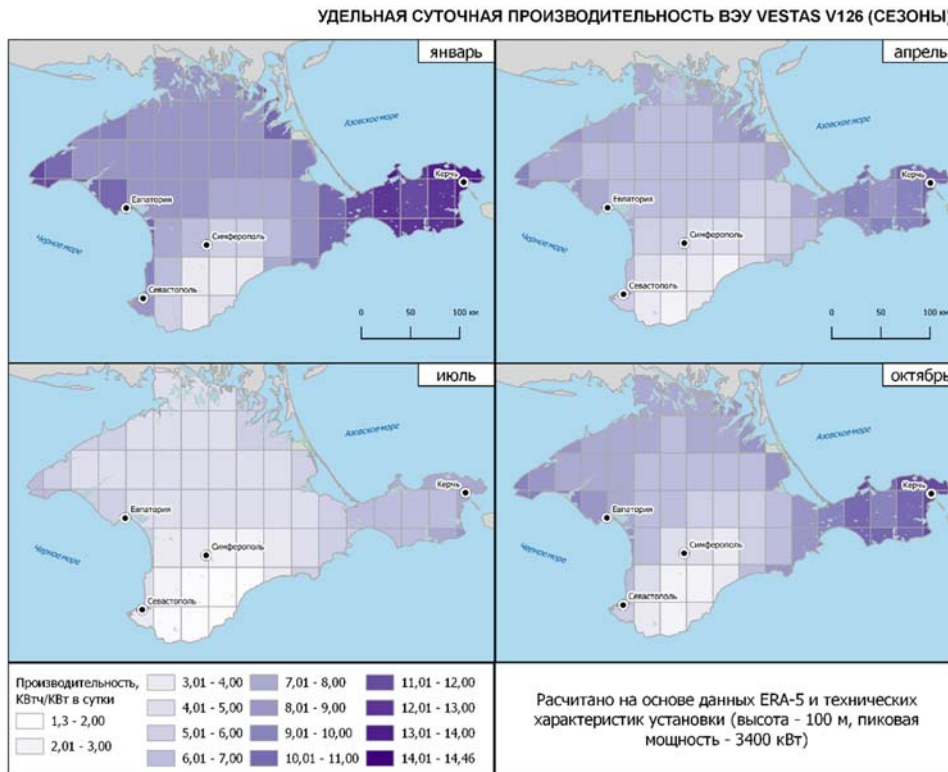 УДЕЛЬНАЯ СУТОЧНАЯ ПРОИЗВОДИТЕЛЬНОСТЬ ВЭУ VESTAS V126 (СЕЗОНЫ)
январь
Азовское море
Керчь
Евпатория
Черное море
Симферополь
Севастополь
0 50 100 км
апрель
Азовское море
Керчь
Евпатория
Черное море
Симферополь
Севастополь
0 50 100 км
июль
Азовское море
Керчь
Евпатория
Черное море
Симферополь
Севастополь
октябрь
Азовское море
Керчь
Евпатория
Черное море
Симферополь
Севастополь
Производительность,
КВтч/КВт в сутки
1,3 - 2,00
2,01 - 3,00
3,01 - 4,00
4,01 - 5,00
5,01 - 6,00
6,01 - 7,00
7,01 - 8,00
8,01 - 9,00
9,01 - 10,00
10,01 - 11,00
11,01 - 12,00
12,01 - 13,00
13,01 - 14,00
14,01 - 14,46
Расчитано на основе данных ERA-5 и технических
характеристик установки (высота - 100 м, пиковая
мощность - 3400 кВт)